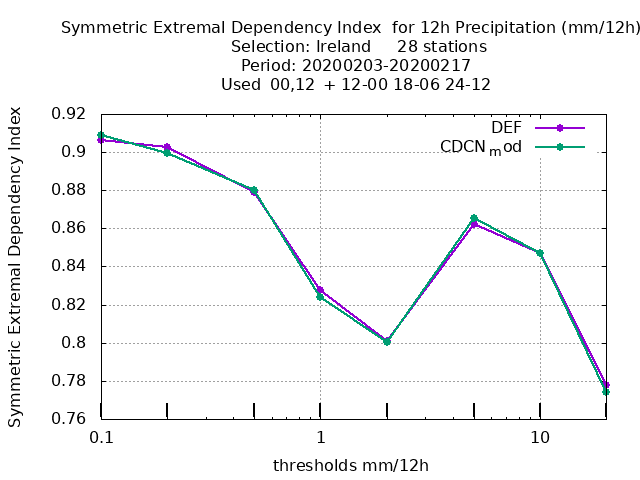 Symmetric Extremal Dependency Index for 12h Precipitation (mm/12h)
Selection: Ireland 28 stations
Period: 20200203-20200217
Used 00,12 + 12-00 18-06 24-12
Symmetric Extremal Dependency Index
0.92
0.9
0.88
0.86
0.84
0.82
0.8
0.78
0.76
DEF
CDCNmod
0.1
1
10
thresholds mm/12h